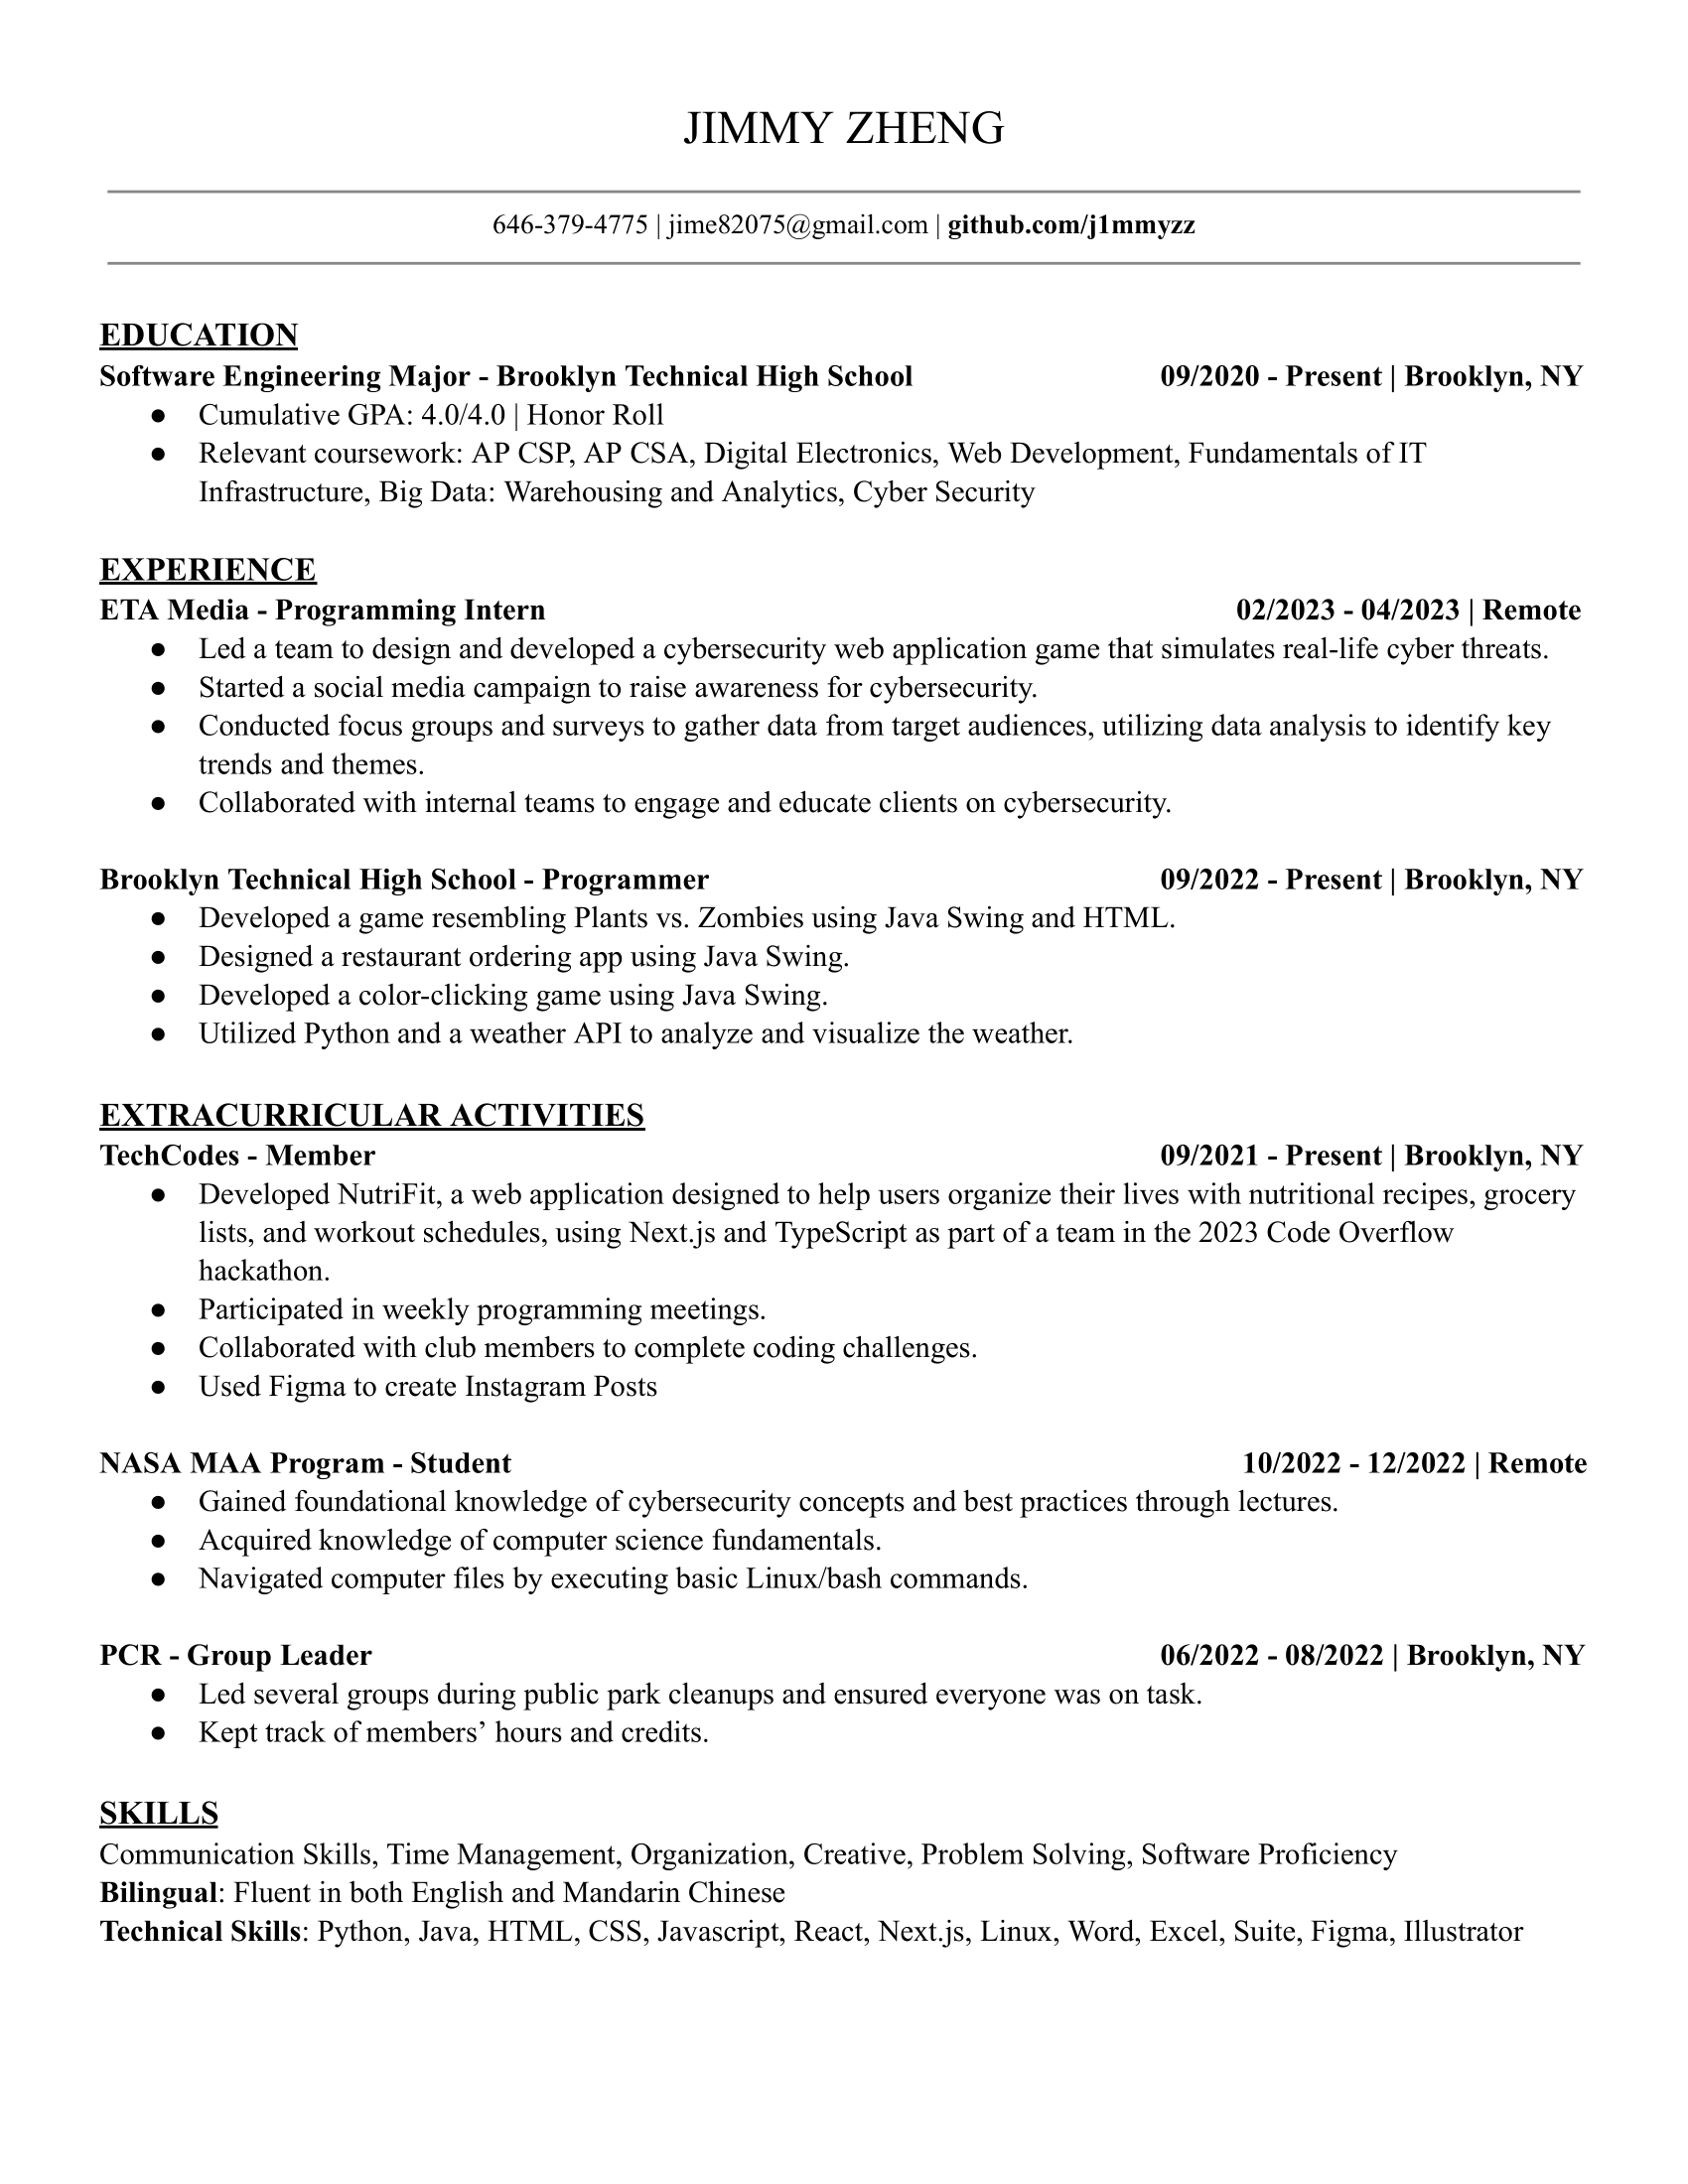 JIMMY ZHENG
646-379-4775 | jime82075@gmail.com | github.com/j1mmyzz
EDUCATION
Software Engineering Major - Brooklyn Technical High School 09/2020 - Present | Brooklyn, NY
● Cumulative GPA: 4.0/4.0 | Honor Roll
● Relevant coursework: AP CSP, AP CSA, Digital Electronics, Web Development, Fundamentals of IT
Infrastructure, Big Data: Warehousing and Analytics, Cyber Security
EXPERIENCE
ETA Media - Programming Intern 02/2023 - 04/2023 | Remote
● Led a team to design and developed a cybersecurity web application game that simulates real-life cyber threats.
● Started a social media campaign to raise awareness for cybersecurity.
● Conducted focus groups and surveys to gather data from target audiences, utilizing data analysis to identify key
trends and themes.
● Collaborated with internal teams to engage and educate clients on cybersecurity.
Brooklyn Technical High School - Programmer 09/2022 - Present | Brooklyn, NY
● Developed a game resembling Plants vs. Zombies using Java Swing and HTML.
● Designed a restaurant ordering app using Java Swing.
● Developed a color-clicking game using Java Swing.
● Utilized Python and a weather API to analyze and visualize the weather.
EXTRACURRICULAR ACTIVITIES
TechCodes - Member 09/2021 - Present | Brooklyn, NY
● Developed NutriFit, a web application designed to help users organize their lives with nutritional recipes, grocery
lists, and workout schedules, using Next.js and TypeScript as part of a team in the 2023 Code Overflow
hackathon.
● Participated in weekly programming meetings.
● Collaborated with club members to complete coding challenges.
● Used Figma to create Instagram Posts
NASA MAA Program - Student 10/2022 - 12/2022 | Remote
● Gained foundational knowledge of cybersecurity concepts and best practices through lectures.
● Acquired knowledge of computer science fundamentals.
● Navigated computer files by executing basic Linux/bash commands.
PCR - Group Leader 06/2022 - 08/2022 | Brooklyn, NY
● Led several groups during public park cleanups and ensured everyone was on task.
● Kept track of members’ hours and credits.
SKILLS
Communication Skills, Time Management, Organization, Creative, Problem Solving, Software Proficiency
Bilingual: Fluent in both English and Mandarin Chinese
Technical Skills: Python, Java, HTML, CSS, Javascript, React, Next.js, Linux, Word, Excel, Suite, Figma, Illustrator